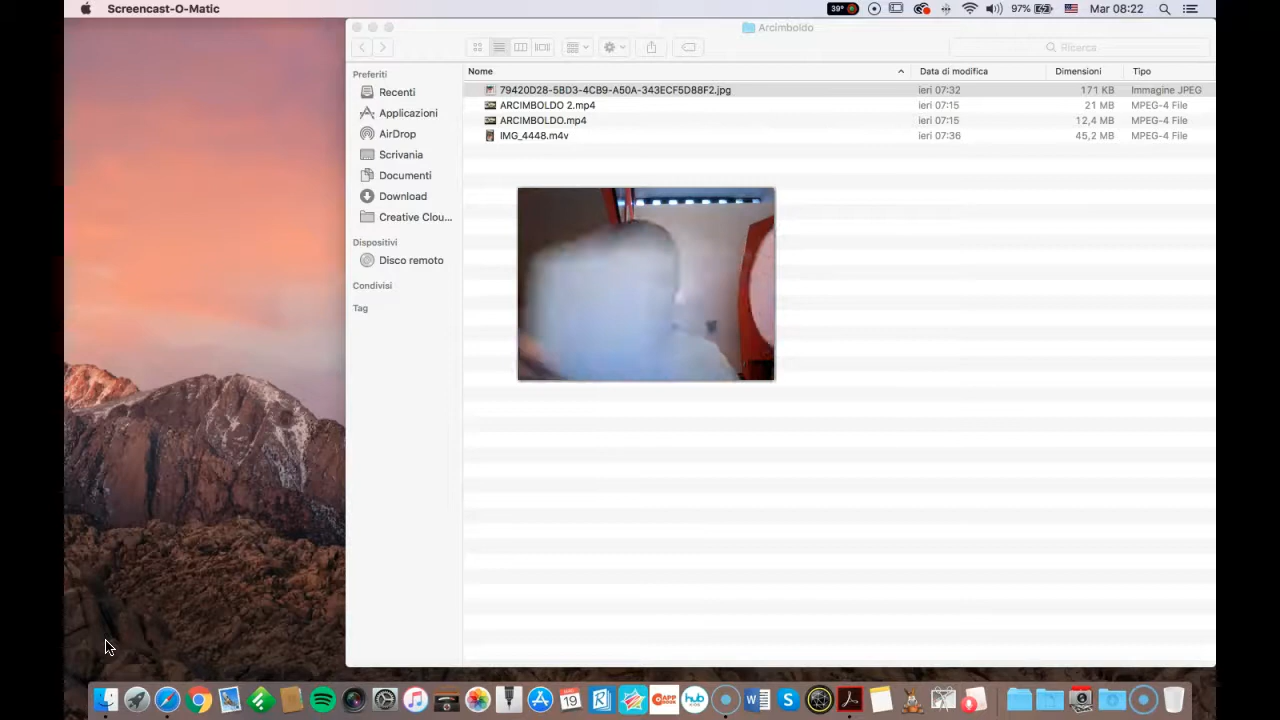 Screencast-O-Matic 39° 97% Mar 08:22
Arcimboldo
Ricerca
Preferiti
Recenti
Applicazioni
AirDrop
Scrivania
Documenti
Download
Creative Clou...
Dispositivi
Disco remoto
Condivisi
Tag
Nome Data di modifica Dimensioni Tipo
79420D28-5BD3-4CB9-A50A-343ECF5D88F2.jpg ieri 07:32 171 KB Immagine JPEG
ARCIMBOLDO 2.mp4 ieri 07:15 21 MB MPEG-4 File
ARCIMBOLDO.mp4 ieri 07:15 12,4 MB MPEG-4 File
IMG_4448.m4v ieri 07:36 45,2 MB MPEG-4 File
19 APP hub